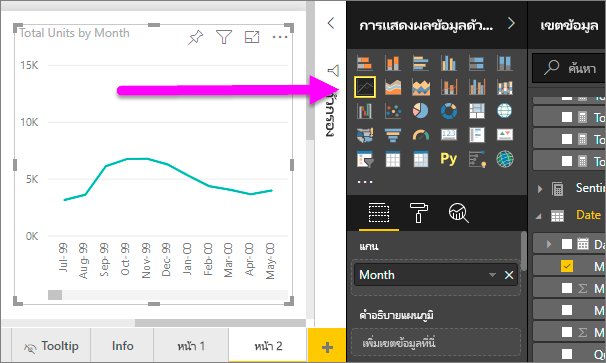 Total Units by Month
15K
10K
5K
0K
Jul-99
Aug-99
Sep-99
Oct-99
Nov-99
Dec-99
Jan-00
Feb-00
Mar-00
Apr-00
May-00
Tooltip
Info
หน้า 1
หน้า 2
+
ตัวกรอง
การแสดงผลข้อมูลด้ว...
Py
...
แกน
Month
คำอธิบายแผนภูมิ
เพิ่มเขตข้อมูลที่นี่
เขตข้อมูล
ค้นหา
To
To
To
To
Sentin
Date
Da
M
M
M
M
Qu